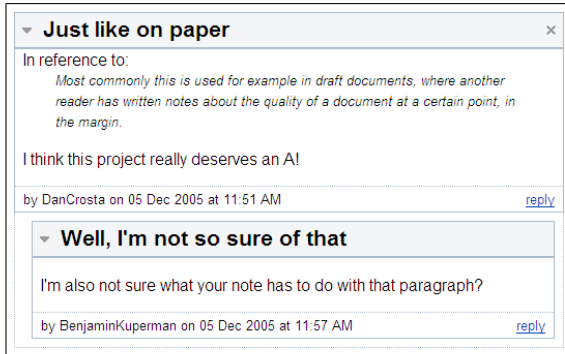 Just like on paper
In reference to:
Most commonly this is used for example in draft documents, where another
reader has written notes about the quality of a document at a certain point, in
the margin.
I think this project really deserves an A!
by DanCrosta on 05 Dec 2005 at 11:51 AM reply
Well, I'm not so sure of that
I'm also not sure what your note has to do with that paragraph?
by BenjaminKuperman on 05 Dec 2005 at 11:57 AM reply